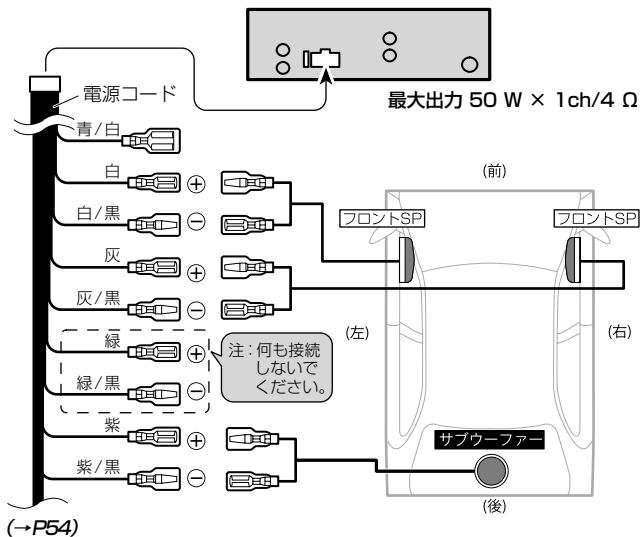 電源コード
最大出力 50 W × 1ch/4 Ω
青/白
白
⊕
白/黒
⊖
灰
⊕
灰/黒
⊖
緑
⊕
緑/黒
⊖
注:何も接続
しないで
ください。
紫
⊕
紫/黒
⊖
(前)
フロントSP
フロントSP
(左)
(右)
サブウーファー
(後)
(→P54)